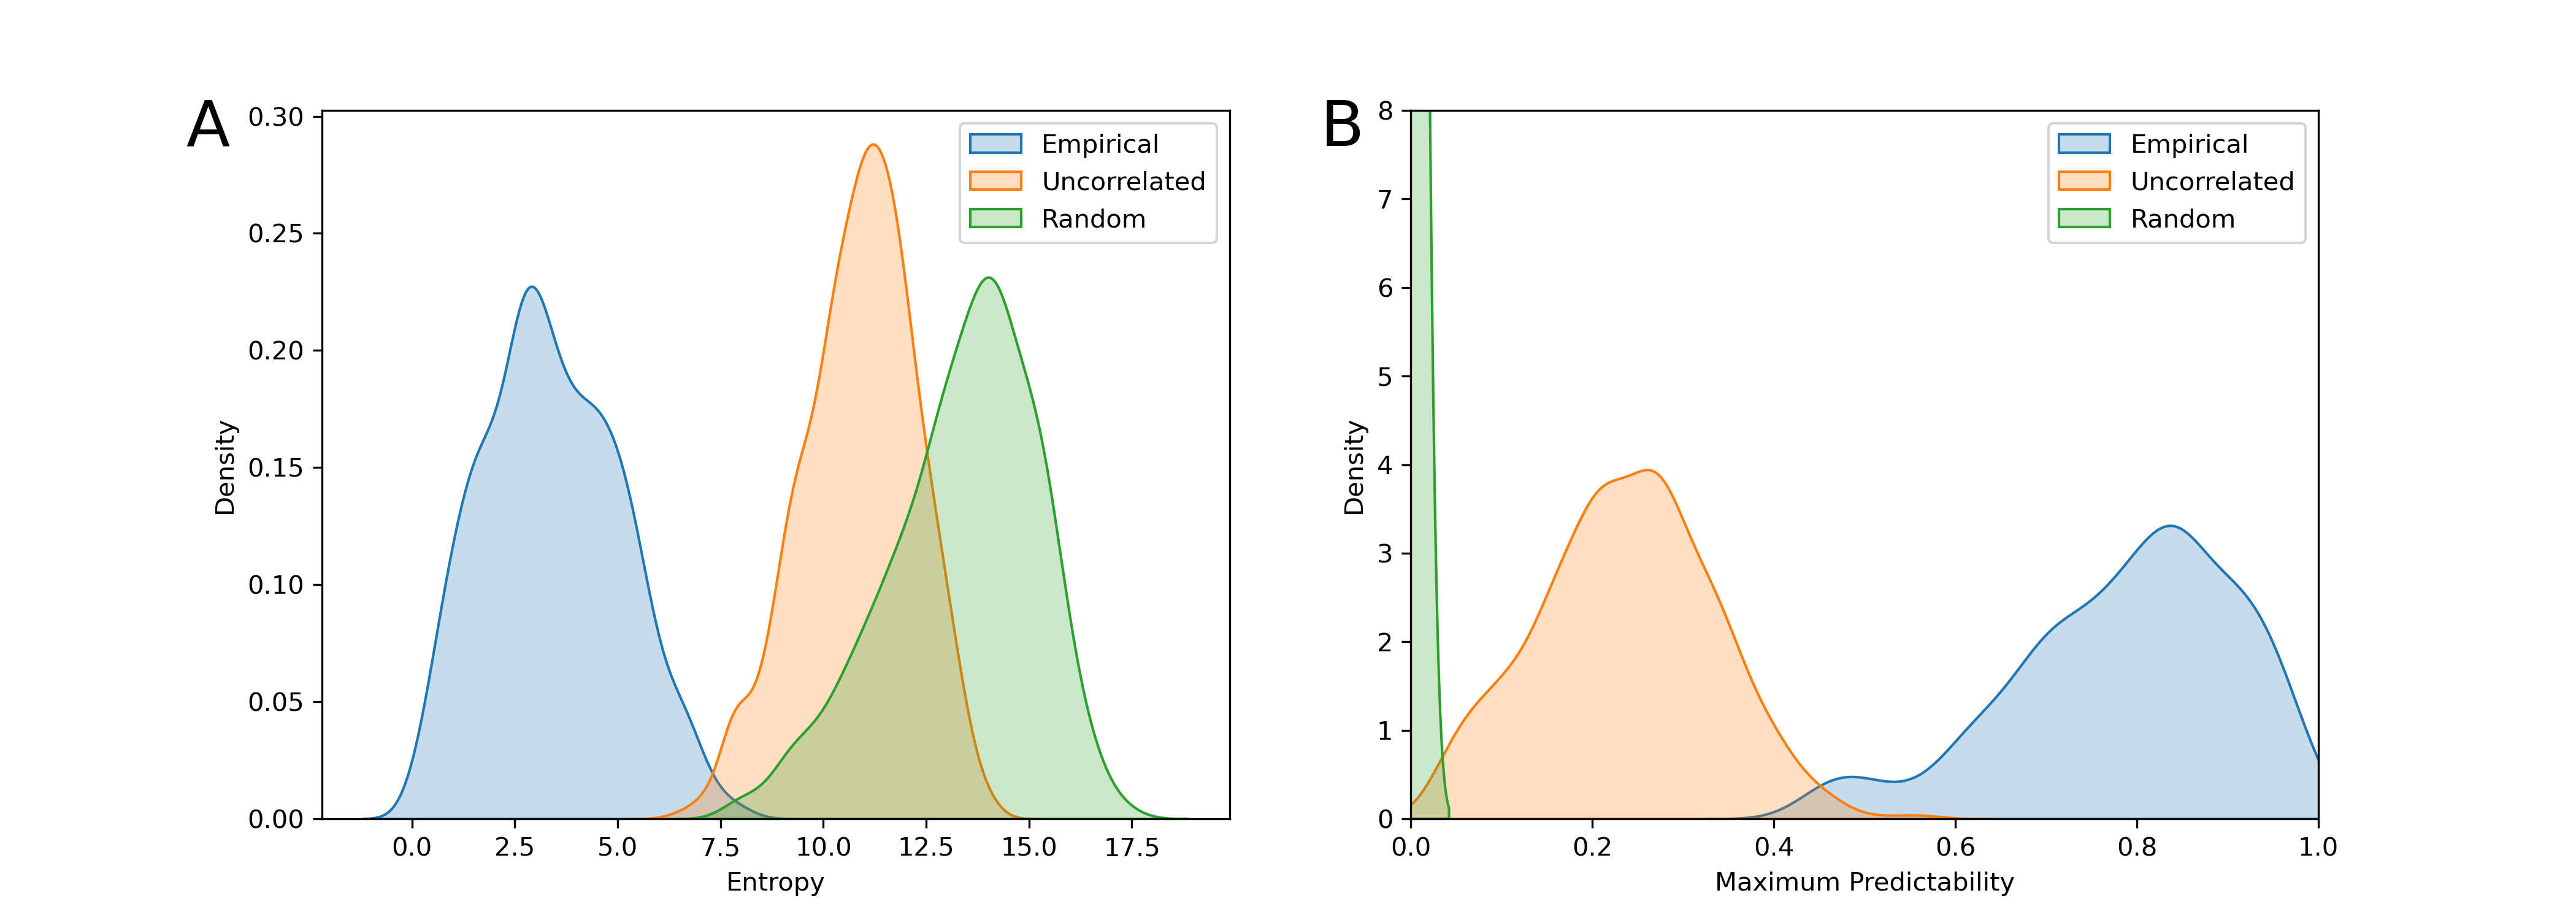 A
0.30
0.25
0.20
0.15
0.10
0.05
0.00
Density
0.0 2.5 5.0 7.5 10.0 12.5 15.0 17.5
Entropy
Empirical
Uncorrelated
Random
B
8
7
6
5
4
3
2
1
0
Density
0.0 0.2 0.4 0.6 0.8 1.0
Maximum Predictability
Empirical
Uncorrelated
Random